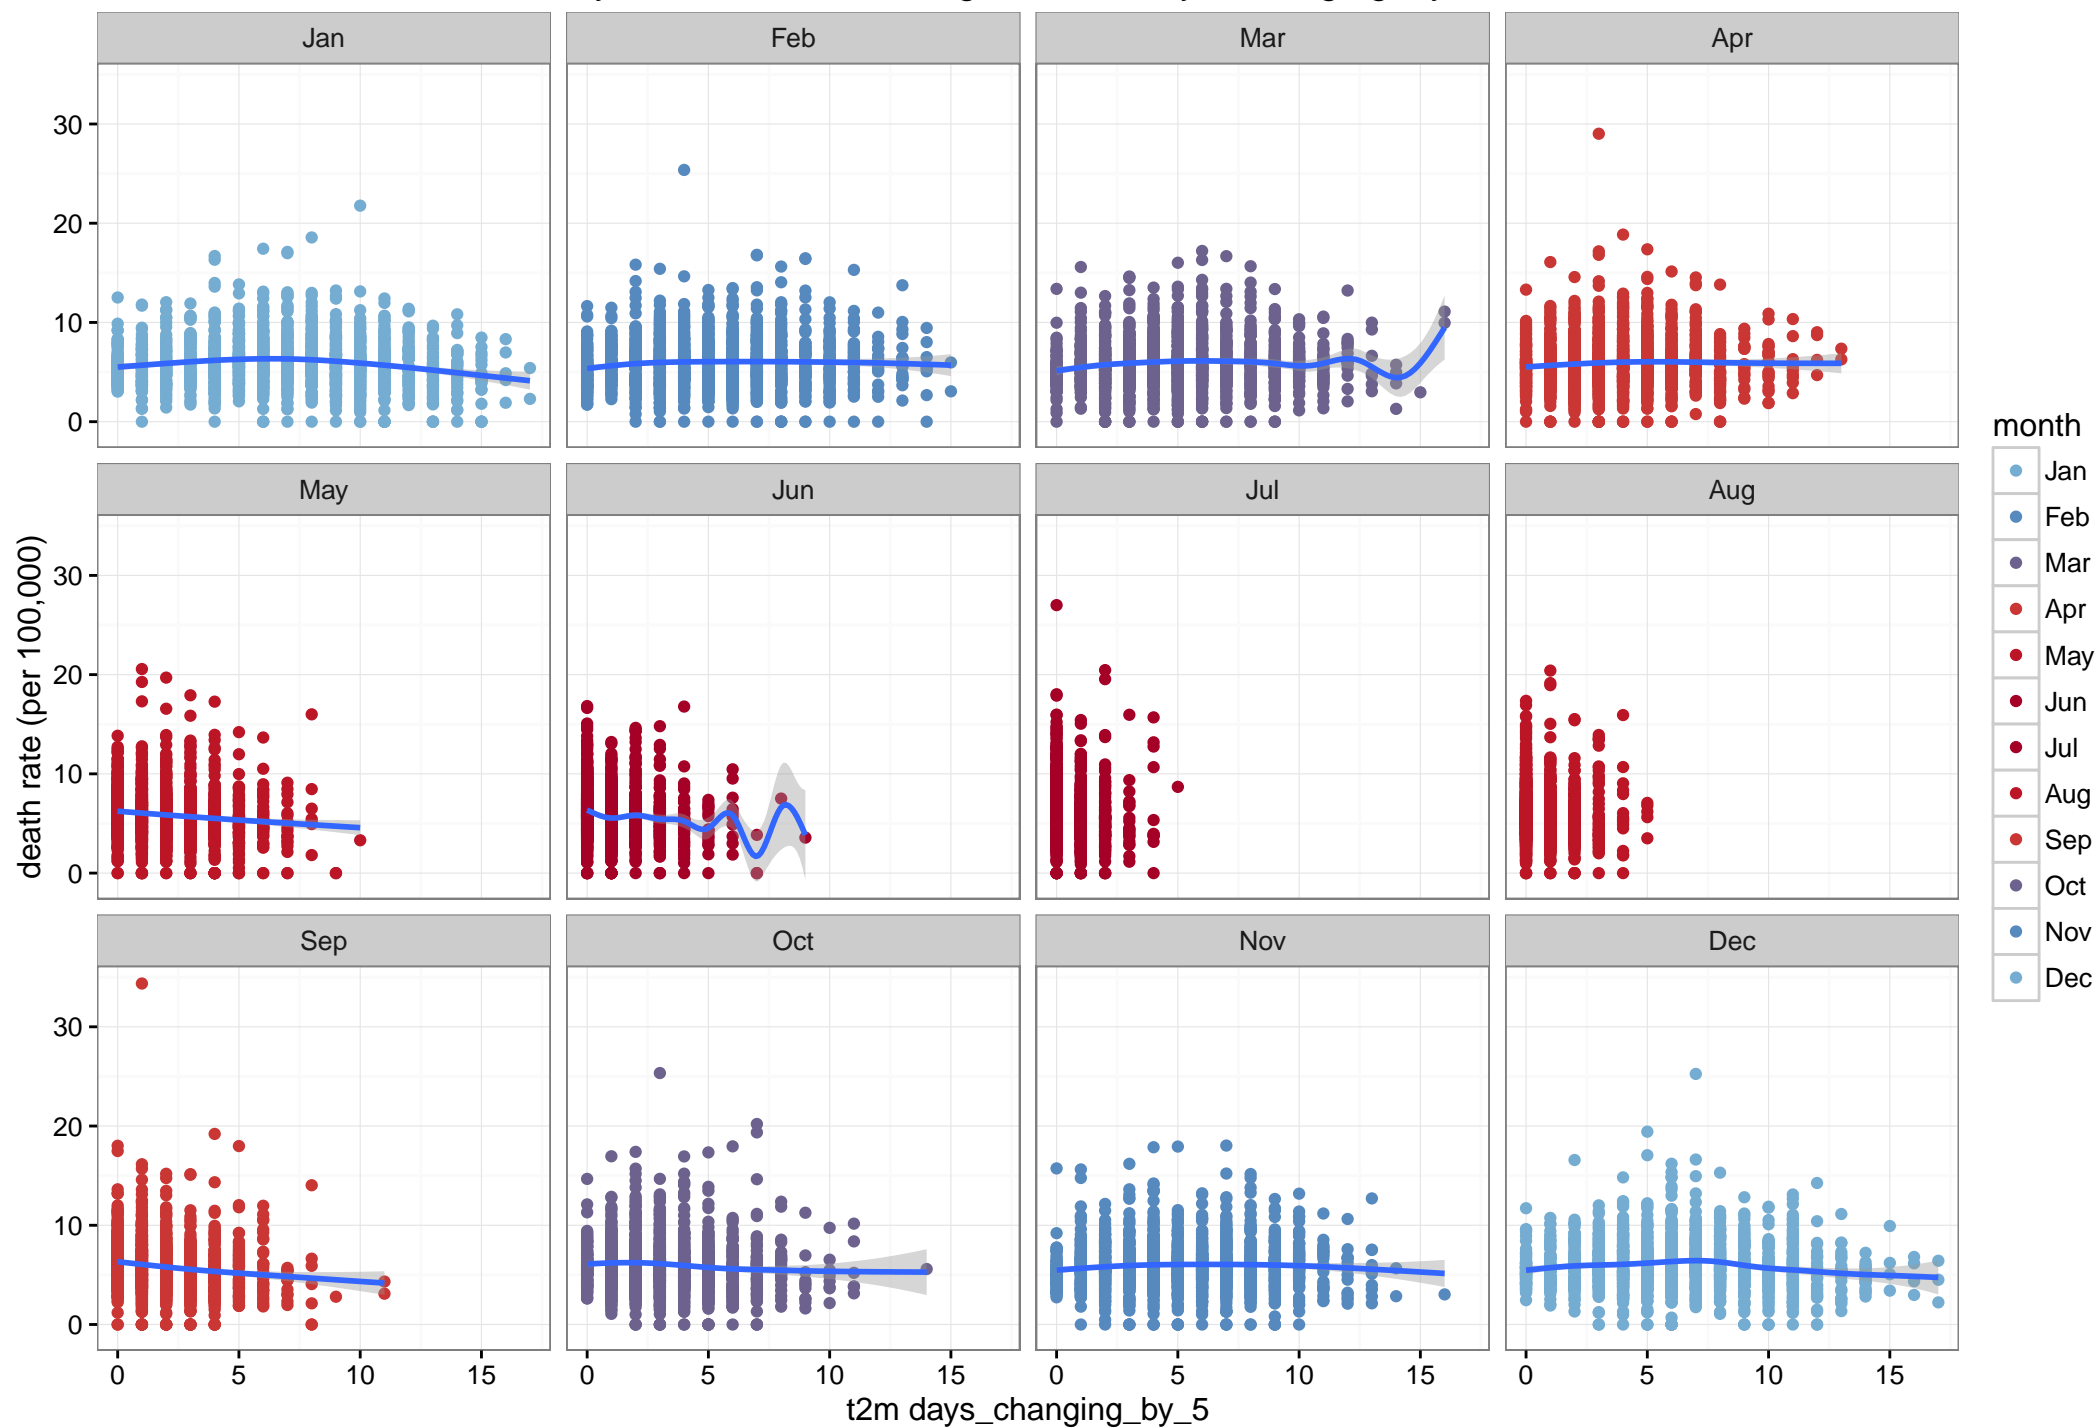 Jan Feb Mar Apr
30
20
10
0
May Jun Jul Aug
30
20
10
0
Sep Oct Nov Dec
30
20
10
0
0 5 10 15 0 5 10 15 0 5 10 15 0 5 10 15
t2m days_changing_by_5
death rate (per 100,000)
month
Jan
Feb
Mar
Apr
May
Jun
Jul
Aug
Sep
Oct
Nov
Dec